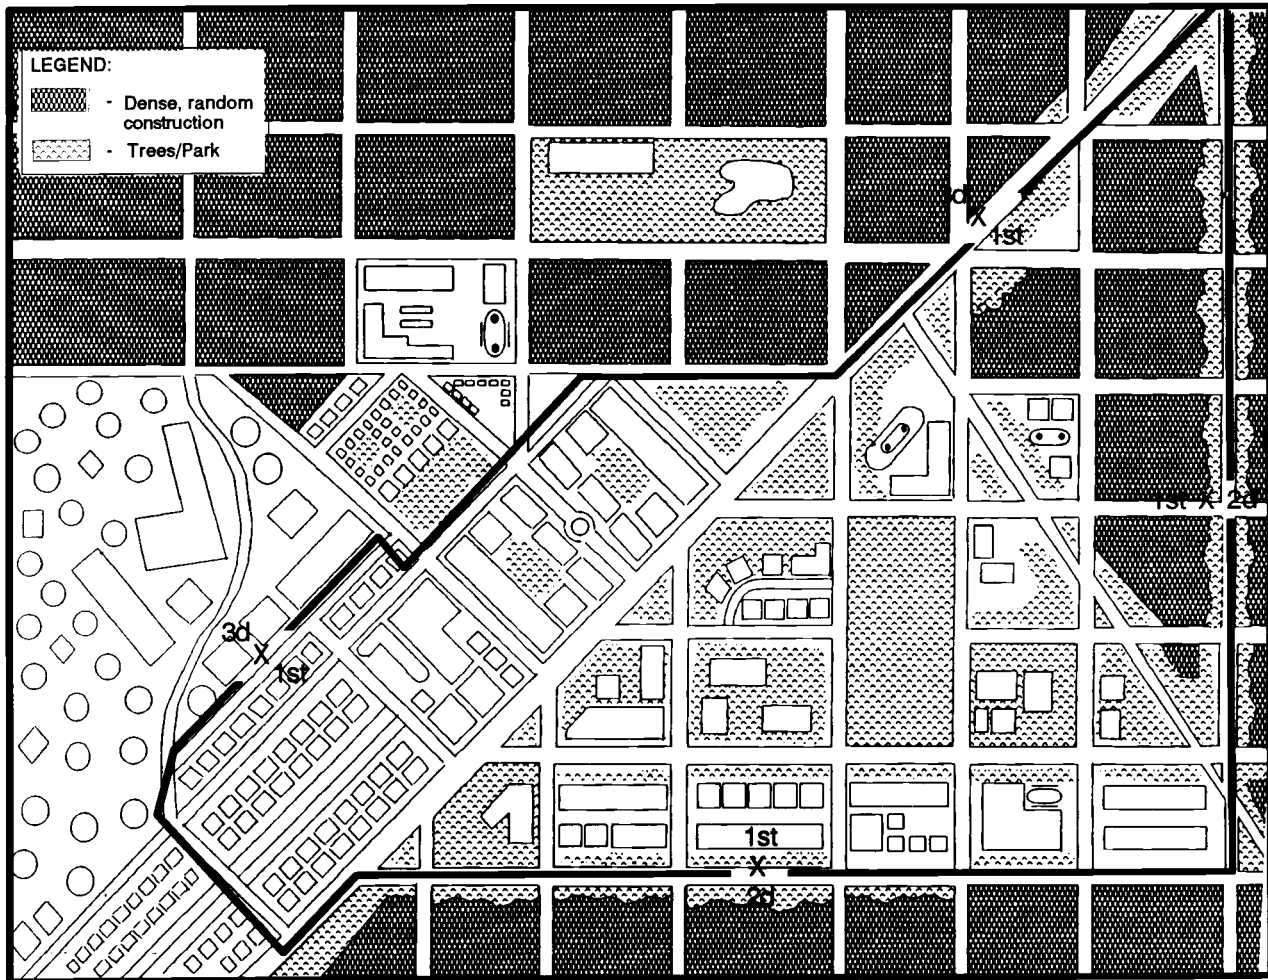 LEGEND:
- Dense, random
construction
- Trees/Park
X
1st
1st X 2d
3d
X
1st
1st
X
2d